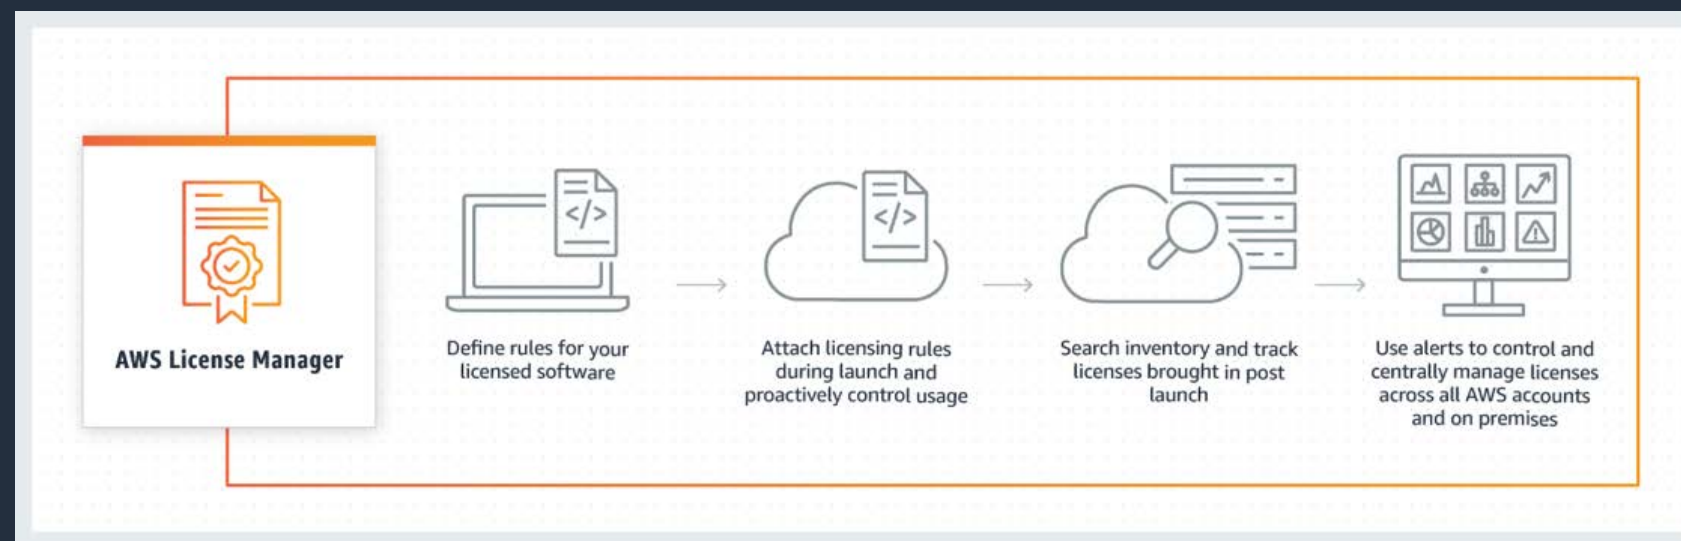 AWS License Manager
Define rules for your
licensed software
Attach licensing rules
during launch and
proactively control usage
Search inventory and track
licenses brought in post
launch
Use alerts to control and
centrally manage licenses
across all AWS accounts
and on premises